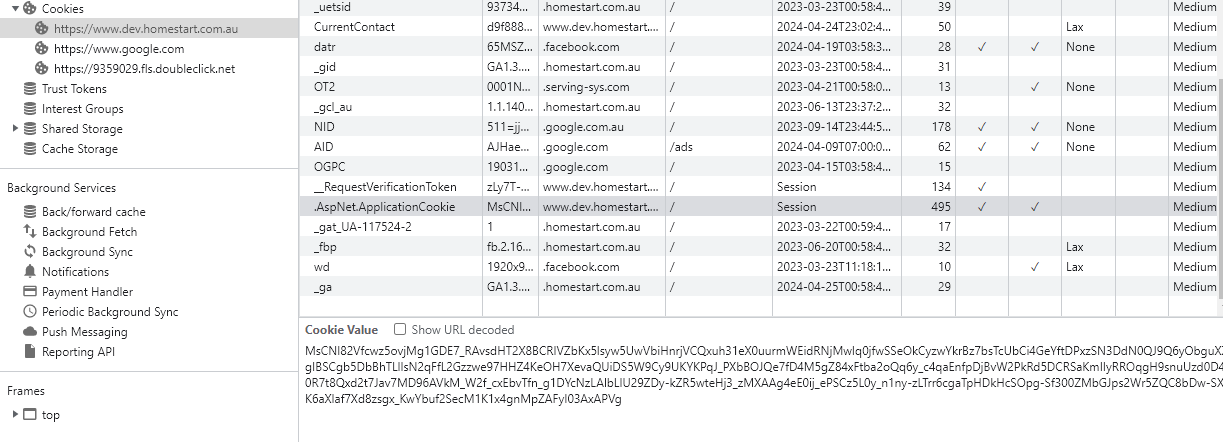 Cookies
https://www.dev.homestart.com.au
https://www.google.com
https://9359029.fls.doubleclick.net
Trust Tokens
Interest Groups
Shared Storage
Cache Storage
Background Services
Back/forward cache
Background Fetch
Background Sync
Notifications
Payment Handler
Periodic Background Sync
Push Messaging
Reporting API
Frames
top
_uetsid 93734... .homestart.com.au / 2023-03-23T00:58:4... 39 Medium
CurrentContact d9f888... www.dev.homestart.... / 2024-04-24T23:02:4... 50 Lax Medium
datr 65MSZ... .facebook.com / 2024-04-19T03:58:3... 28 ✓ ✓ None Medium
_gid GA1.3.... .homestart.com.au / 2023-03-23T00:58:4... 31 Medium
OT2 0001N... .serving-sys.com / 2023-04-21T00:58:0... 13 ✓ None Medium
_gcl_au 1.1.140... .homestart.com.au / 2023-06-13T23:37:2... 32 Medium
NID 511=jj... .google.com.au / 2023-09-14T23:44:5... 178 ✓ ✓ None Medium
AID AJHae... .google.com /ads 2024-04-09T07:00:0... 62 ✓ ✓ None Medium
OGPC 19031... .google.com / 2023-04-15T03:58:4... 15 Medium
__RequestVerificationToken zLy7T-... www.dev.homestart.... / Session 134 ✓ Medium
.AspNet.ApplicationCookie MsCNI... www.dev.homestart.... / Session 495 ✓ ✓ Medium
_gat_UA-117524-2 1 .homestart.com.au / 2023-03-22T00:59:4... 17 Medium
_fbp fb.2.16... .homestart.com.au / 2023-06-20T00:58:4... 32 Lax Medium
wd 1920x9... .facebook.com / 2023-03-23T11:18:1... 10 ✓ Lax Medium
_ga GA1.3.... .homestart.com.au / 2024-04-25T00:58:4... 29 Medium
Cookie Value Show URL decoded